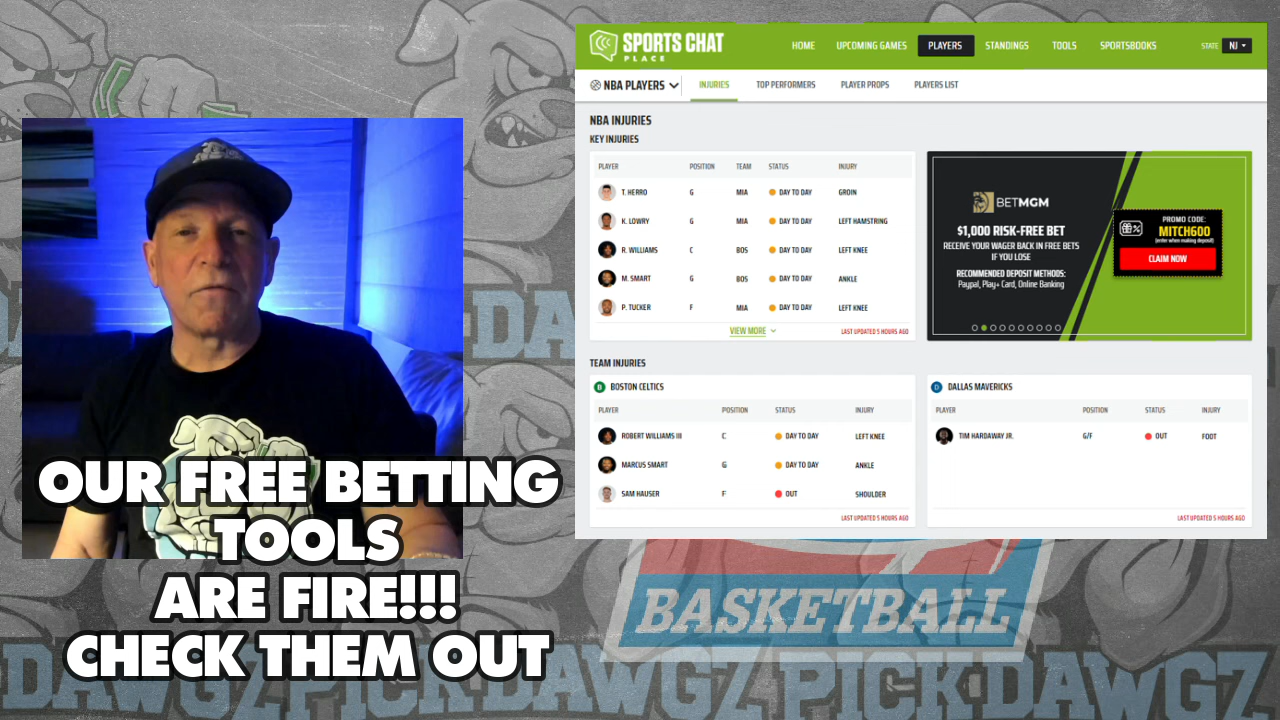 SPORTS CHAT
PLACE
HOME UPCOMING GAMES PLAYERS STANDINGS TOOLS SPORTSBOOKS STATE NJ
NBA PLAYERS INJURIES TOP PERFORMERS PLAYER PROPS PLAYERS LIST
NBA INJURIES
KEY INJURIES
PLAYER POSITION TEAM STATUS INJURY
T. HERRO G MIA DAY TO DAY GROIN
K. LOWRY G MIA DAY TO DAY LEFT HAMSTRING
R. WILLIAMS C BOS DAY TO DAY LEFT KNEE
M. SMART G BOS DAY TO DAY ANKLE
P. TUCKER F MIA DAY TO DAY LEFT KNEE
VIEW MORE LAST UPDATED 5 HOURS AGO
BETMGM
$1,000 RISK-FREE BET
RECEIVE YOUR WAGER BACK IN FREE BETS
IF YOU LOSE
RECOMMENDED DEPOSIT METHODS:
Paypal, Play+ Card, Online Banking
PROMO CODE:
MITCH600
(enter when making deposit)
CLAIM NOW
TEAM INJURIES
B BOSTON CELTICS
PLAYER POSITION STATUS INJURY
ROBERT WILLIAMS III C DAY TO DAY LEFT KNEE
MARCUS SMART G DAY TO DAY ANKLE
SAM HAUSER F OUT SHOULDER
LAST UPDATED 5 HOURS AGO
D DALLAS MAVERICKS
PLAYER POSITION STATUS INJURY
TIM HARDAWAY JR. G/F OUT FOOT
LAST UPDATED 5 HOURS AGO
OUR FREE BETTING
TOOLS
ARE FIRE!!!
CHECK THEM OUT
BASKETBALL
DAWGZ PICKDAWGZ PICKDAWGZ